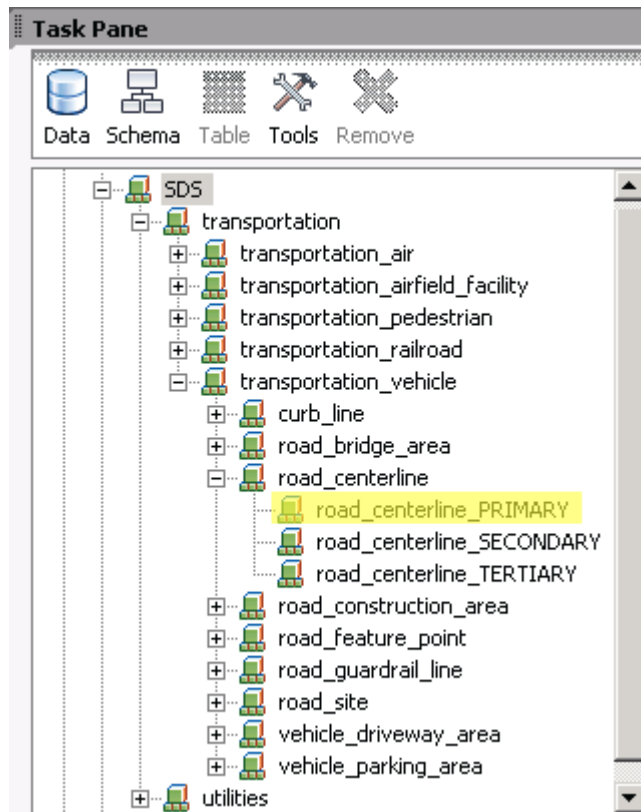 Task Pane
Data Schema Table Tools Remove
SDS
transportation
transportation_air
transportation_airfield_facility
transportation_pedestrian
transportation_railroad
transportation_vehicle
curb_line
road_bridge_area
road_centerline
road_centerline_PRIMARY
road_centerline_SECONDARY
road_centerline_TERTIARY
road_construction_area
road_feature_point
road_guardrail_line
road_site
vehicle_driveway_area
vehicle_parking_area
utilities